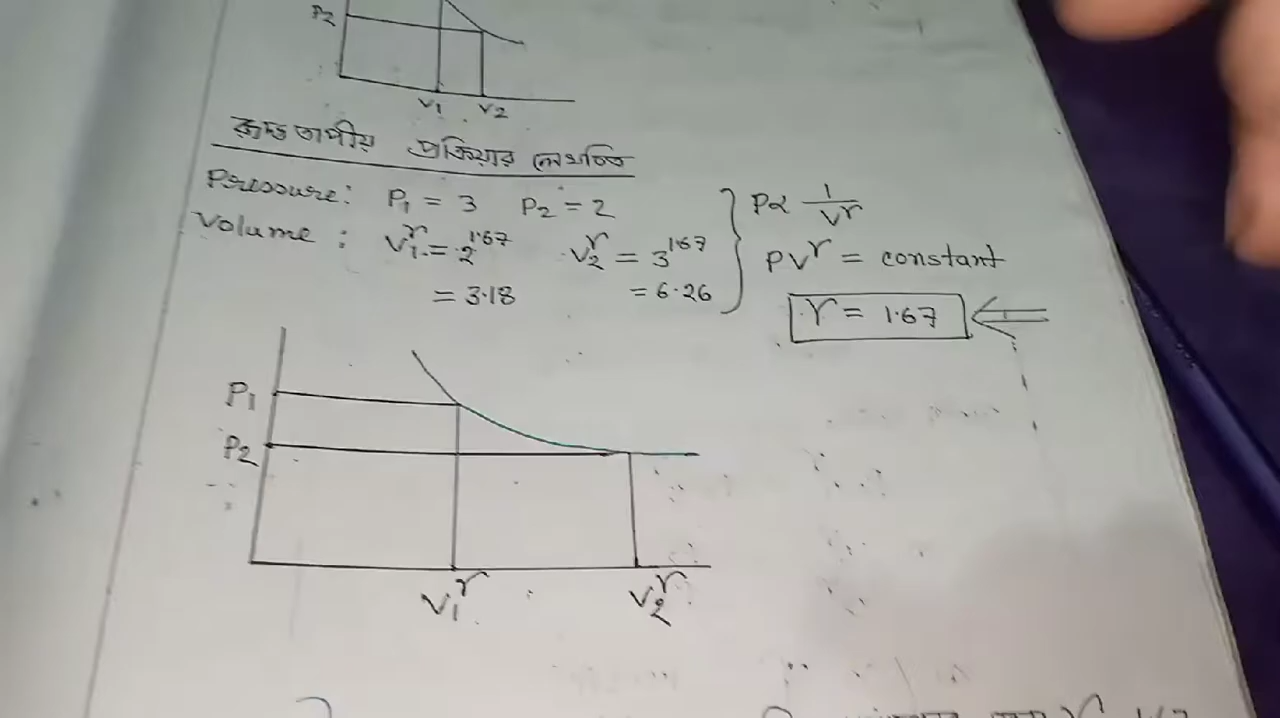 P2
V1 V2
রুদ্ধতাপীয় প্রক্রিয়ার লেখচিত্র
Pressure: P₁ = 3 P₂ = 2
Volume : V₁^γ = 2^1.67 V₂^γ = 3^1.67
= 3.18 = 6.26
P∝ 1/V^γ
PV^γ = constant
γ = 1.67
P1
P2
V₁^γ V₂^γ